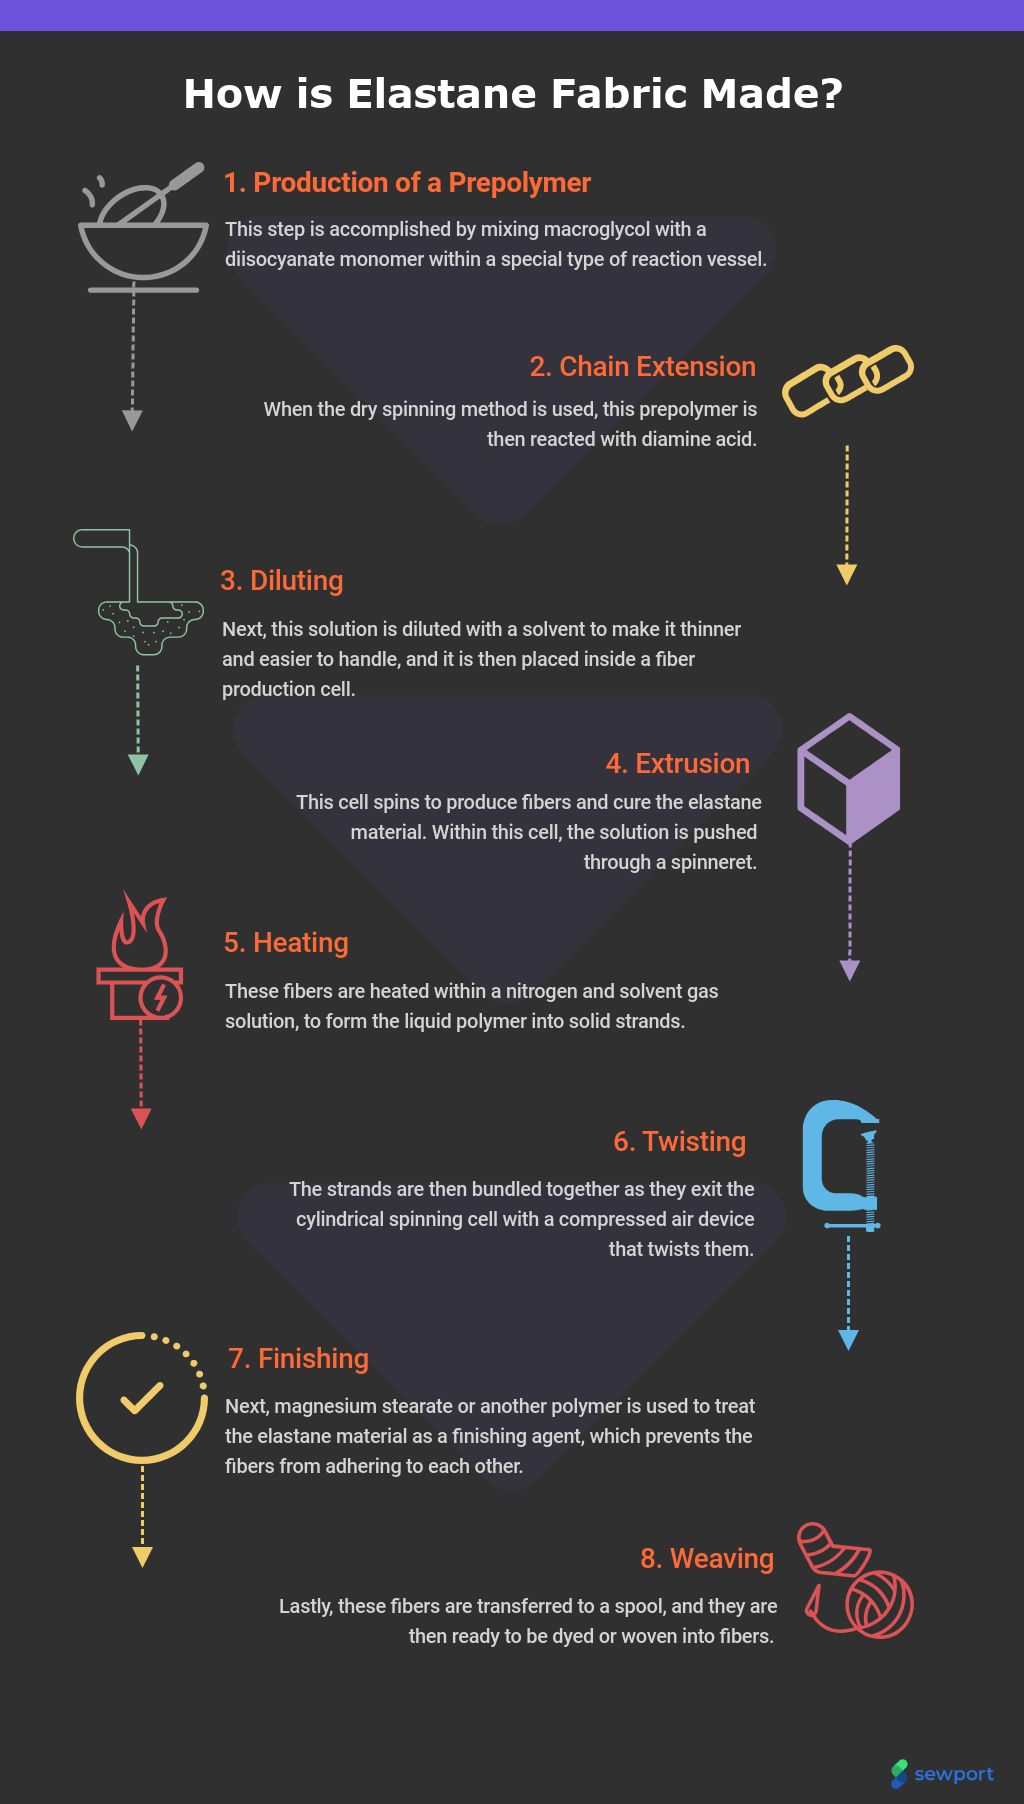 How is Elastane Fabric Made?
1. Production of a Prepolymer
This step is accomplished by mixing macroglycol with a
diisocyanate monomer within a special type of reaction vessel.
2. Chain Extension
When the dry spinning method is used, this prepolymer is
then reacted with diamine acid.
3. Diluting
Next, this solution is diluted with a solvent to make it thinner
and easier to handle, and it is then placed inside a fiber
production cell.
4. Extrusion
This cell spins to produce fibers and cure the elastane
material. Within this cell, the solution is pushed
through a spinneret.
5. Heating
These fibers are heated within a nitrogen and solvent gas
solution, to form the liquid polymer into solid strands.
6. Twisting
The strands are then bundled together as they exit the
cylindrical spinning cell with a compressed air device
that twists them.
7. Finishing
Next, magnesium stearate or another polymer is used to treat
the elastane material as a finishing agent, which prevents the
fibers from adhering to each other.
8. Weaving
Lastly, these fibers are transferred to a spool, and they are
then ready to be dyed or woven into fibers.
sewport